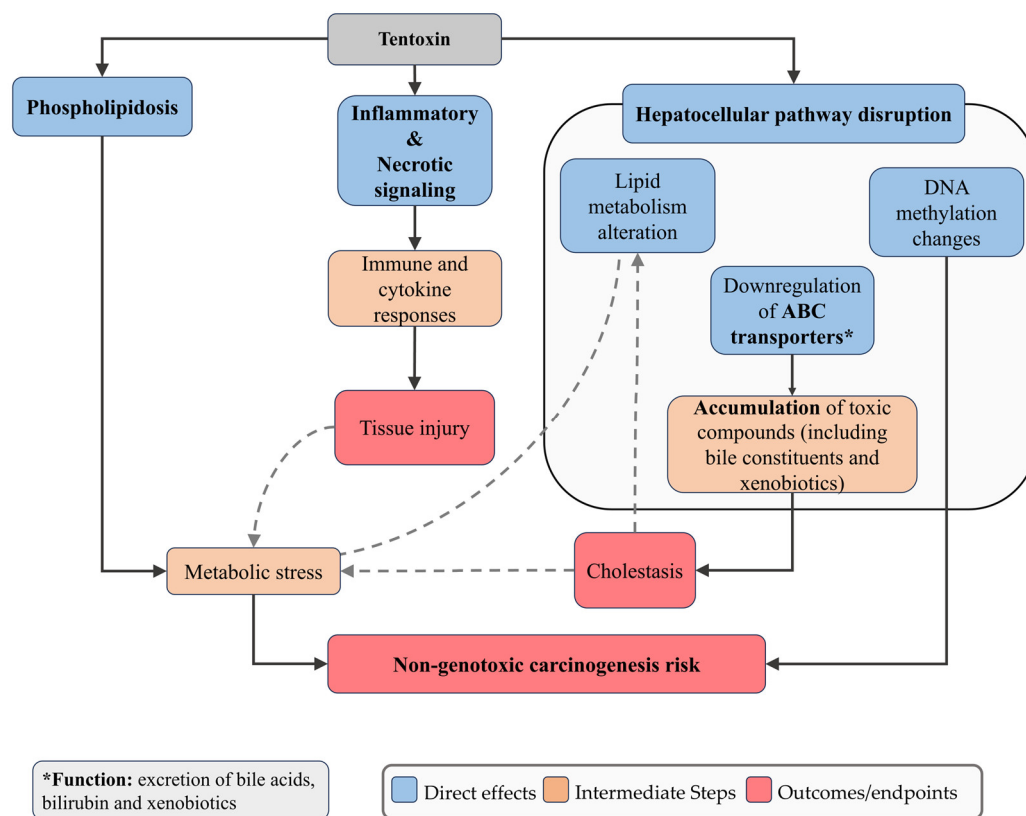 Tentoxin
Phospholipidosis
Inflammatory
&
Necrotic
signaling
Hepatocellular pathway disruption
Lipid
metabolism
alteration
DNA
methylation
changes
Immune and
cytokine
responses
Downregulation
of ABC
transporters*
Tissue injury
Accumulation of toxic
compounds (including
bile constituents and
xenobiotics)
Metabolic stress
Cholestasis
Non-genotoxic carcinogenesis risk
*Function: excretion of bile acids,
bilirubin and xenobiotics
Direct effects
Intermediate Steps
Outcomes/endpoints